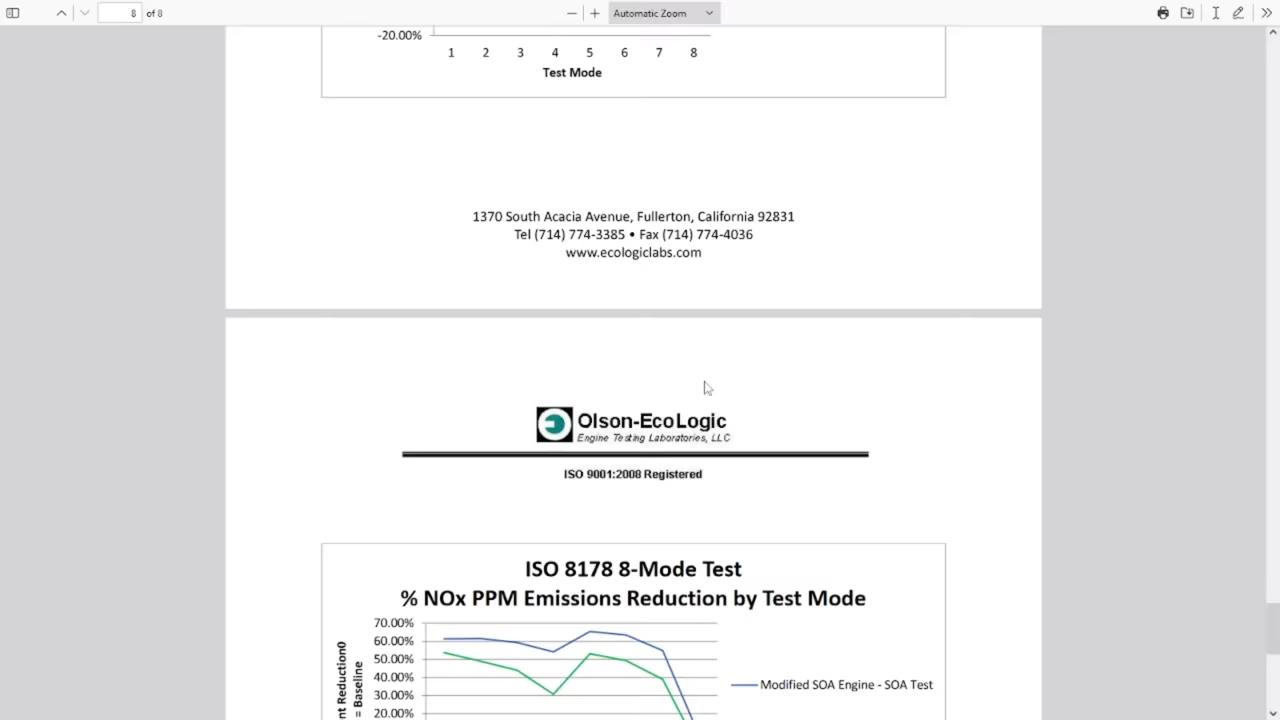 8 of 8
Automatic Zoom
-20.00%
1 2 3 4 5 6 7 8
Test Mode
1370 South Acacia Avenue, Fullerton, California 92831
Tel (714) 774-3385 • Fax (714) 774-4036
www.ecologiclabs.com
Olson-EcoLogic
Engine Testing Laboratories, LLC
ISO 9001:2008 Registered
ISO 8178 8-Mode Test
% NOx PPM Emissions Reduction by Test Mode
70.00%
60.00%
50.00%
40.00%
30.00%
20.00%
nt Reduction0
= Baseline
Modified SOA Engine - SOA Test